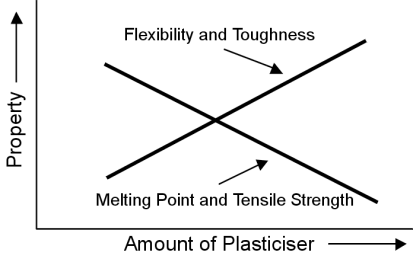 Flexibility and Toughness
Property
Melting Point and Tensile Strength
Amount of Plasticiser